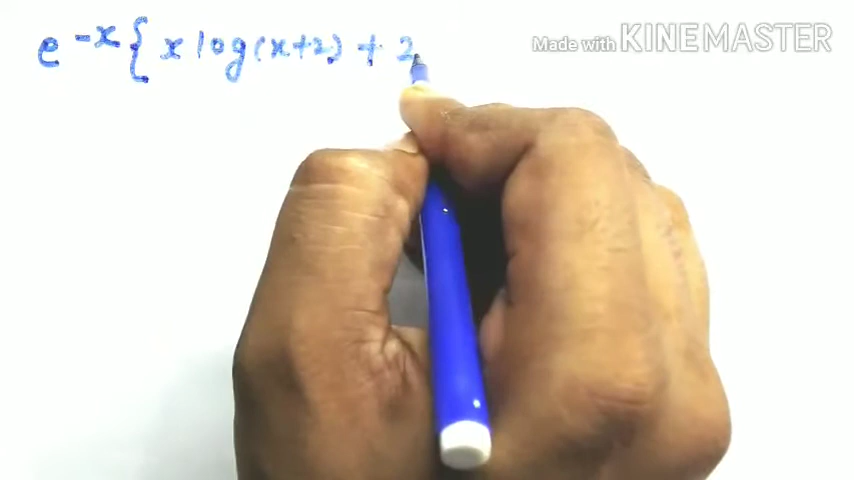 e^{-x} { x log(x+2) + 2
Made with KINEMASTER